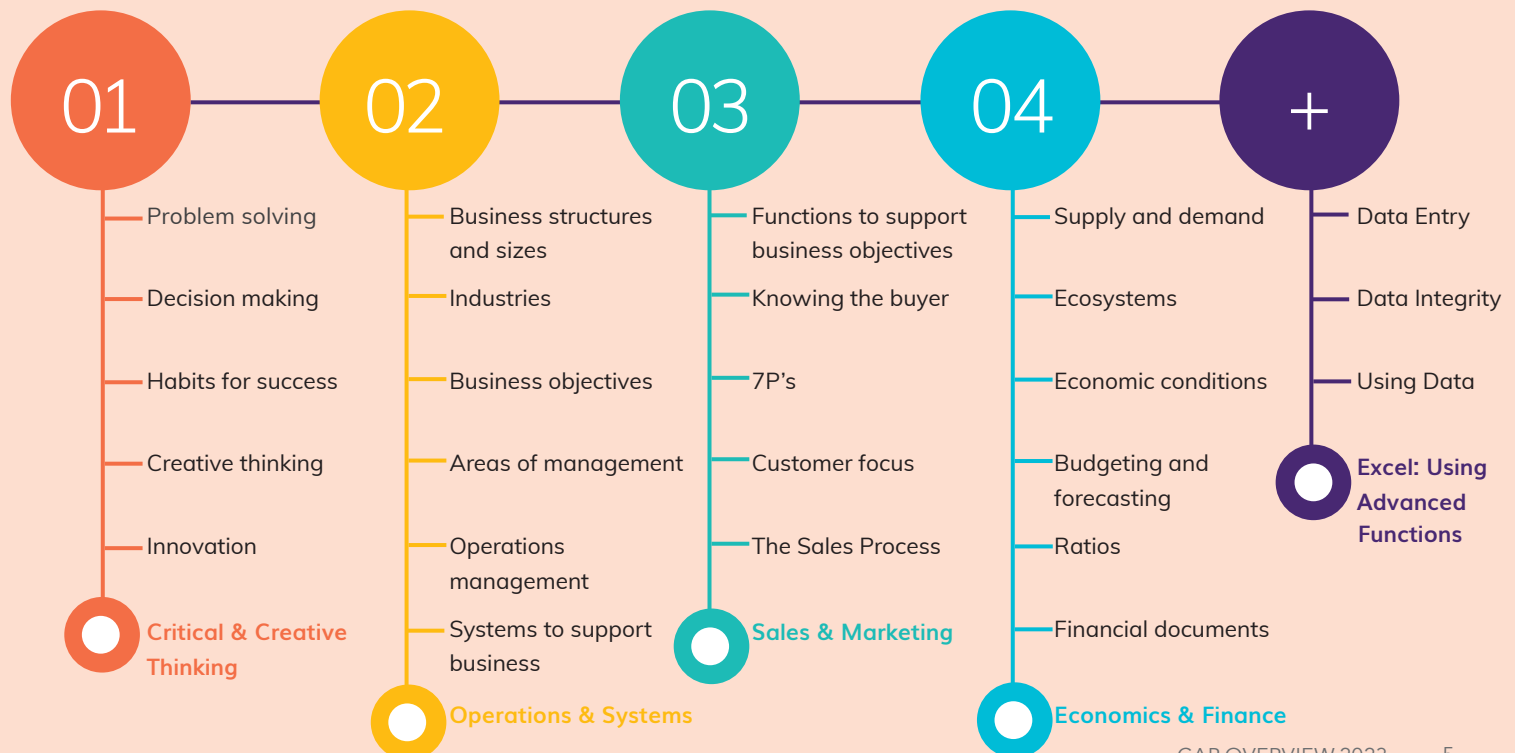 01
Problem solving
Decision making
Habits for success
Creative thinking
Innovation
Critical & Creative
Thinking
02
Business structures
and sizes
Industries
Business objectives
Areas of management
Operations
management
Systems to support
business
Operations & Systems
03
Functions to support
business objectives
Knowing the buyer
7P’s
Customer focus
The Sales Process
Sales & Marketing
04
Supply and demand
Ecosystems
Economic conditions
Budgeting and
forecasting
Ratios
Financial documents
Economics & Finance
+
Data Entry
Data Integrity
Using Data
Excel: Using
Advanced
Functions
OVERVIEW 5